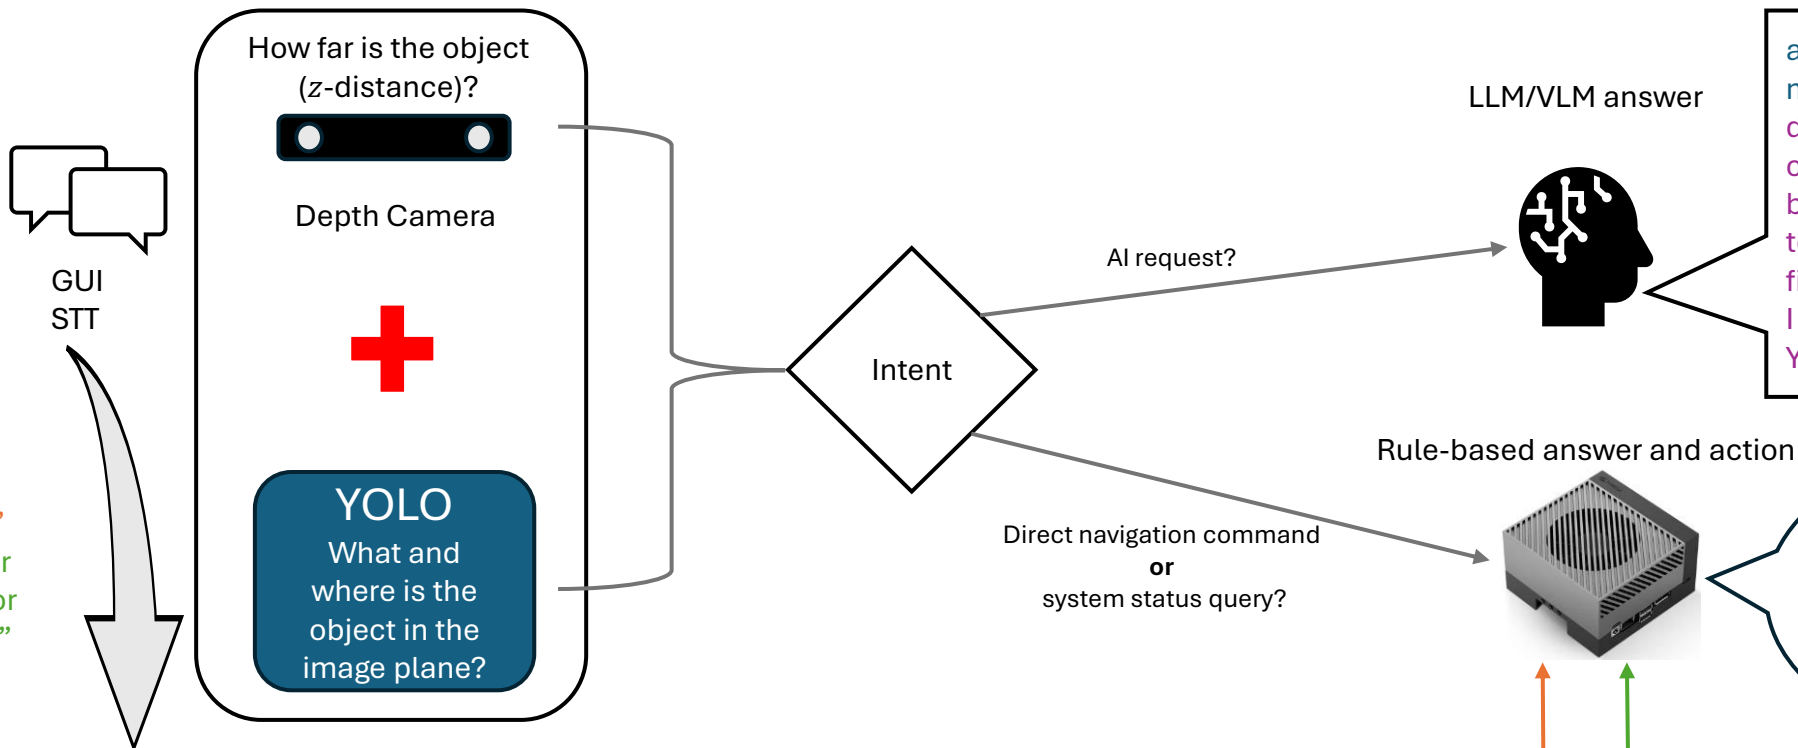 How far is the object
(z-distance)?
Depth Camera
GUI
STT
YOLO
What and
where is the
object in the
image plane?
Intent
AI request?
LLM/VLM answer
Direct navigation command
or
system status query?
Rule-based answer and action